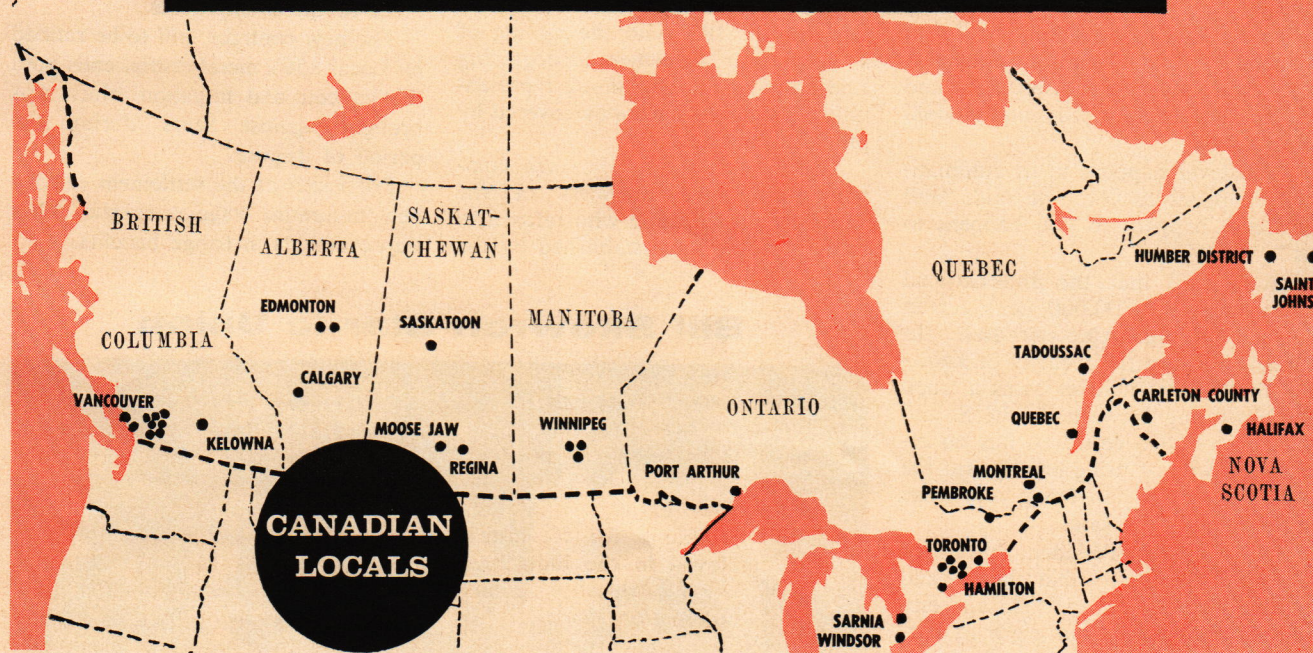 BRITISH
COLUMBIA
ALBERTA
SASKAT-
CHEWAN
MANITOBA
ONTARIO
QUEBEC
HUMBER DISTRICT
SAINT
JOHNS
EDMONTON
SASKATOON
CALGARY
VANCOUVER
KELOWNA
MOOSE JAW
REGINA
WINNIPEG
PORT ARTHUR
TADOUSSAC
CARLETON COUNTY
QUEBEC
HALIFAX
NOVA
SCOTIA
MONTREAL
PEMBROKE
TORONTO
HAMILTON
SARNIA
WINDSOR
CANADIAN
LOCALS